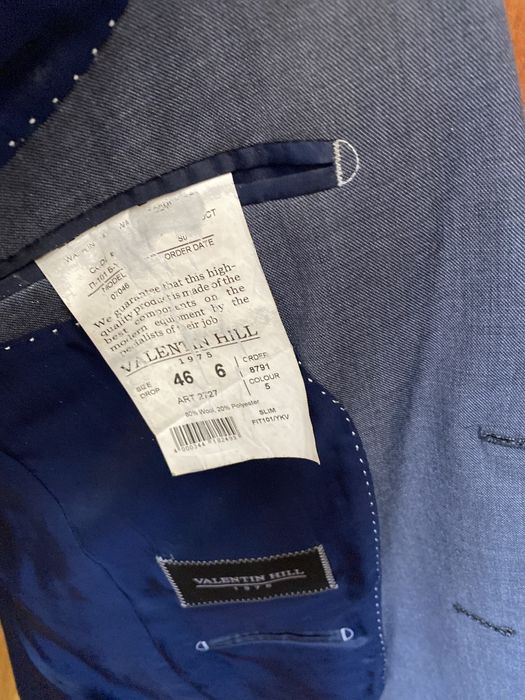 ORDER DATE
MODEL
07046
We guarantee that this high-
quality product is made of the
best components on the
modern equipment by the
specialists of their job
VALENTIN HILL
1975
SIZE 46 6 ORDER 8791
DROP COLOUR 5
ART 2727
80% Wool, 20% Polyester
SLIM
FIT101/YKV
VALENTIN HILL
1975